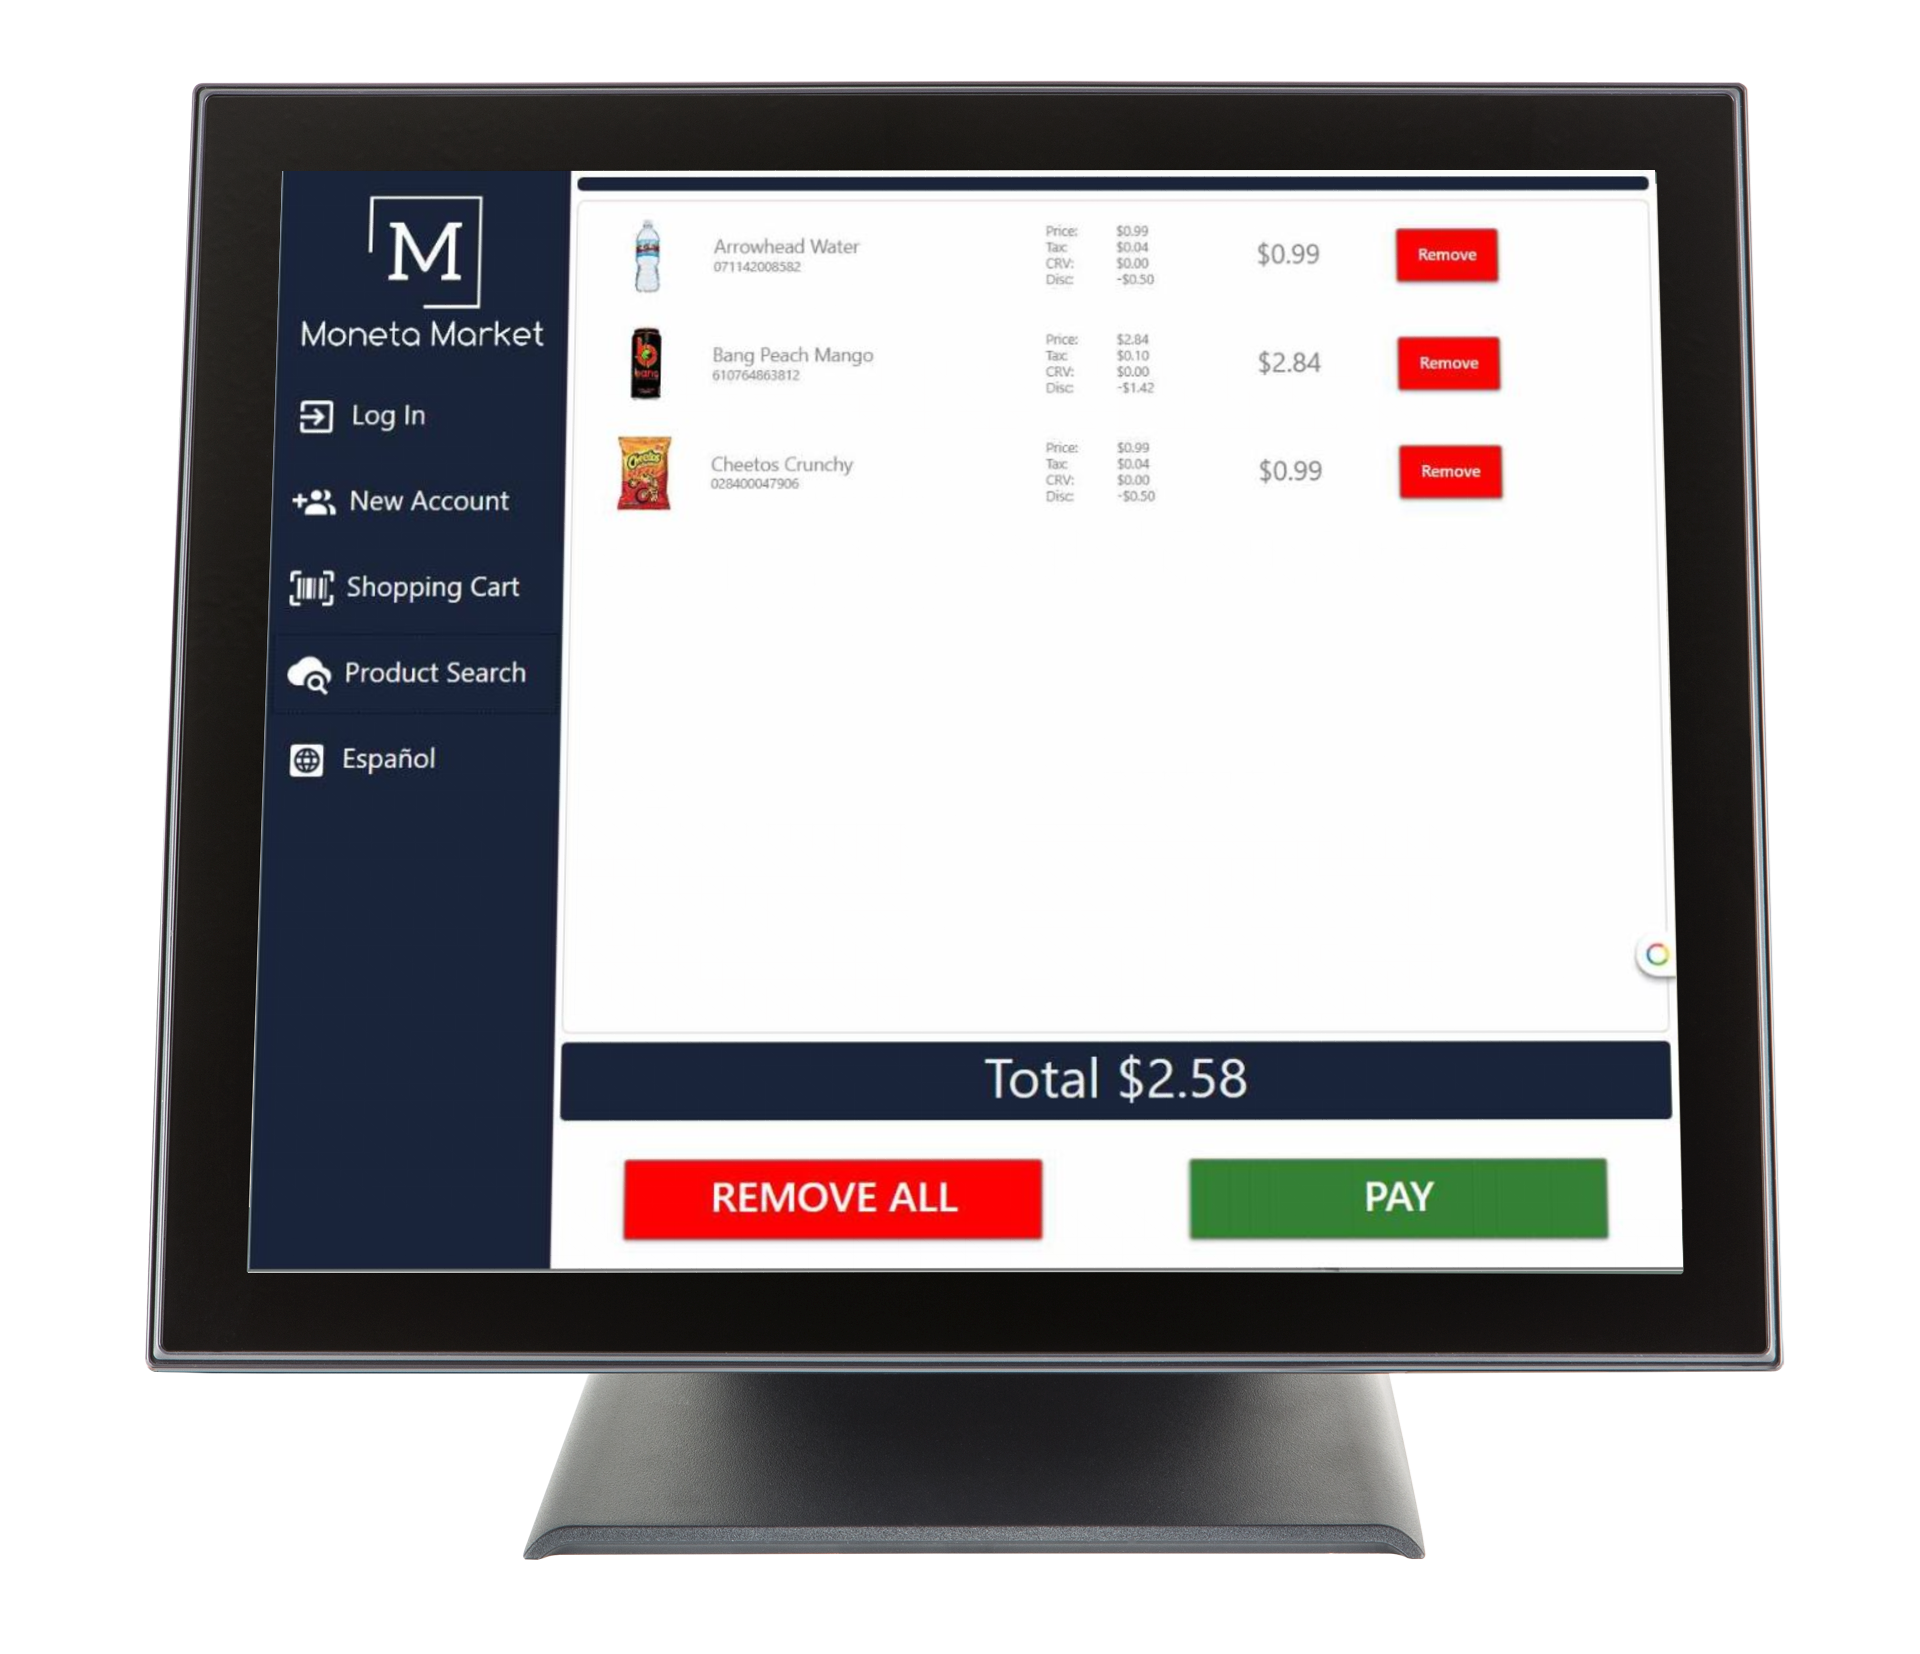 M
Moneta Market
Log In
New Account
Shopping Cart
Product Search
Español
Arrowhead Water
071142008582
Price: $0.99
Tax: $0.04
CRV: $0.00
Disc: -$0.50
$0.99
Remove
Bang Peach Mango
610764863812
Price: $2.84
Tax: $0.10
CRV: $0.00
Disc: -$1.42
$2.84
Remove
bang
Cheetos Crunchy
028400047906
Price: $0.99
Tax: $0.04
CRV: $0.00
Disc: -$0.50
$0.99
Remove
Cheetos
Total $2.58
REMOVE ALL
PAY